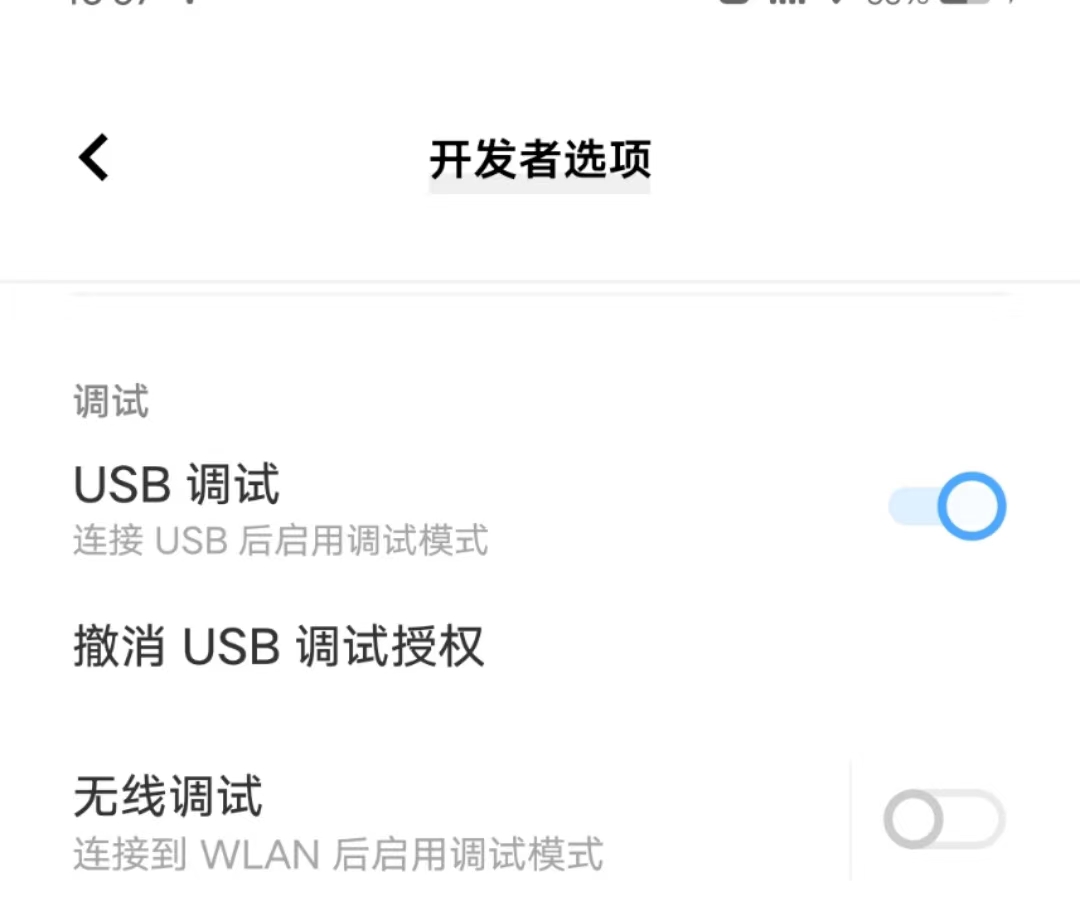 开发者选项
调试
USB 调试
连接 USB 后启用调试模式
撤消 USB 调试授权
无线调试
连接到 WLAN 后启用调试模式